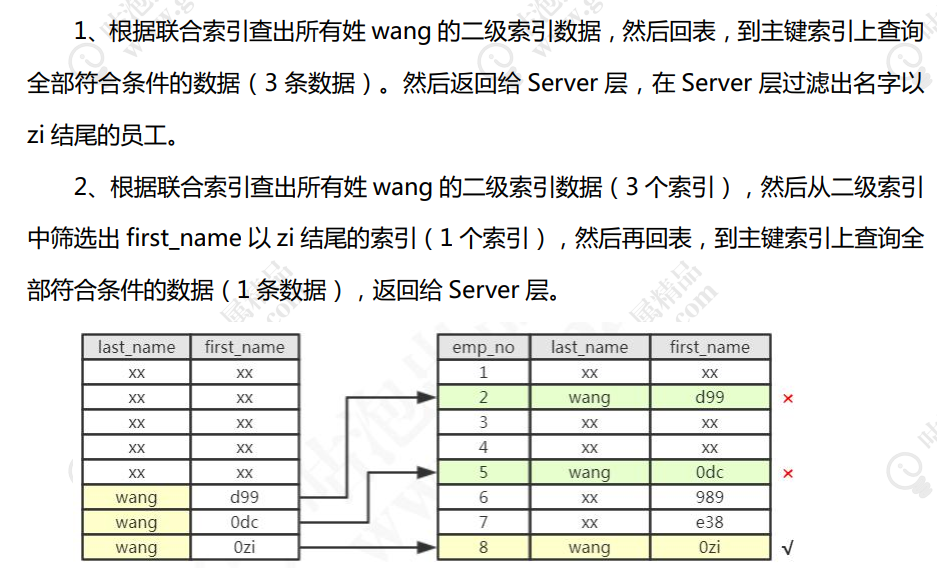 1、根据联合索引查出所有姓 wang 的二级索引数据，然后回表，到主键索引上查询
全部符合条件的数据（3 条数据）。然后返回给 Server 层，在 Server 层过滤出名字以
zi 结尾的员工。
2、根据联合索引查出所有姓 wang 的二级索引数据（3 个索引），然后从二级索引
中筛选出 first_name 以 zi 结尾的索引（1 个索引），然后再回表，到主键索引上查询全
部符合条件的数据（1 条数据），返回给 Server 层。
last_name first_name emp_no last_name first_name
xx xx 1 xx xx
xx xx 2 wang d99 ×
xx xx 3 xx xx
xx xx 4 xx xx
xx xx 5 wang 0dc ×
wang d99 6 xx 989
wang 0dc 7 xx e38
wang 0zi 8 wang 0zi √